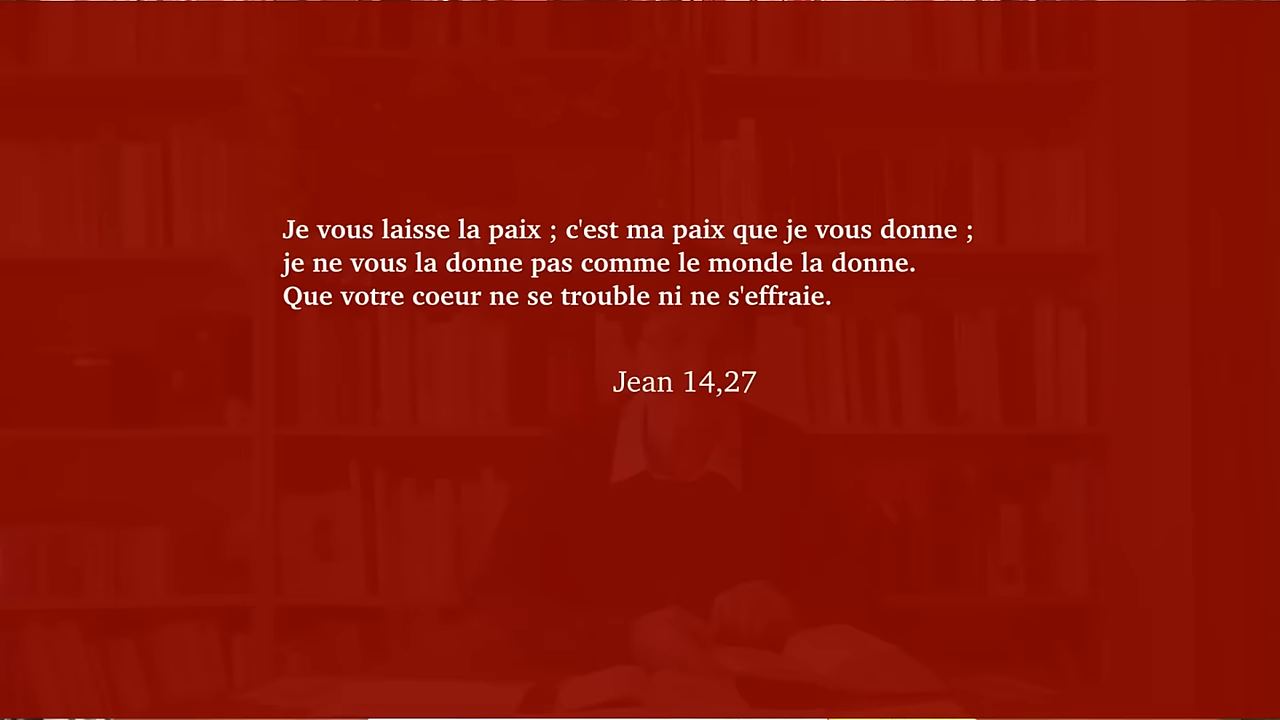 Je vous laisse la paix ; c'est ma paix que je vous donne ;
je ne vous la donne pas comme le monde la donne.
Que votre coeur ne se trouble ni ne s'effraie.
Jean 14,27